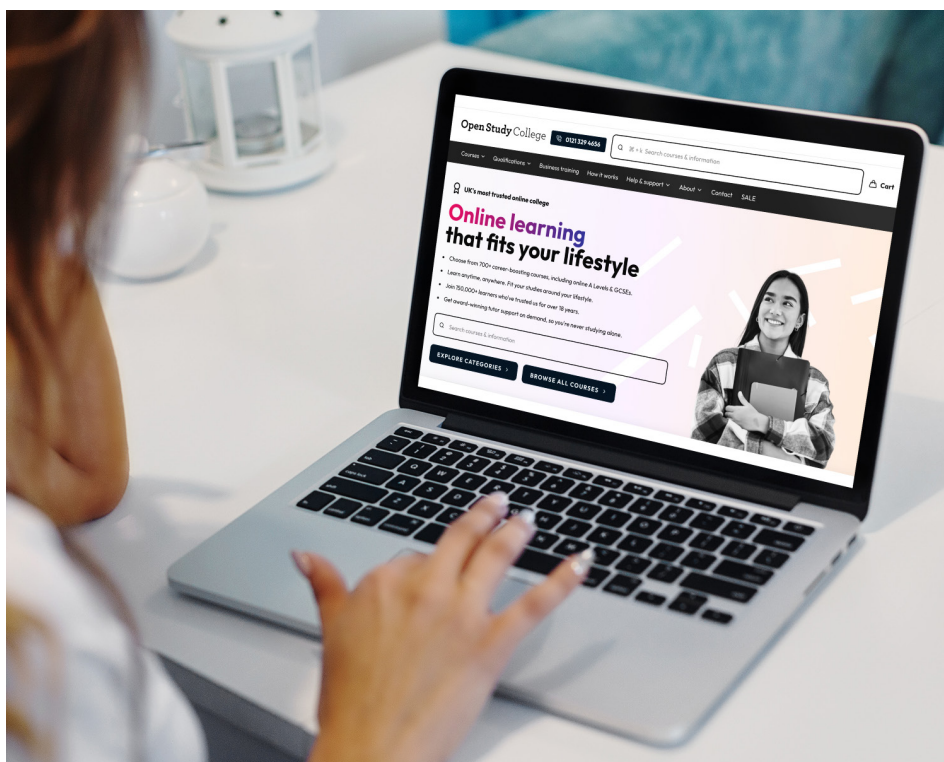 Open Study College
0121 329 4656
⌘ + k Search courses & information
Cart
Courses
Qualifications
Business training
How it works
Help & support
About
Contact
SALE
UK's most trusted online college
Online learning
that fits your lifestyle
• Choose from 700+ career-boosting courses, including online A Levels & GCSEs.
• Learn anytime, anywhere. Fit your studies around your lifestyle.
• Join 150,000+ learners who've trusted us for over 18 years.
• Get award-winning tutor support on demand, so you're never studying alone.
Search courses & information
EXPLORE CATEGORIES
BROWSE ALL COURSES